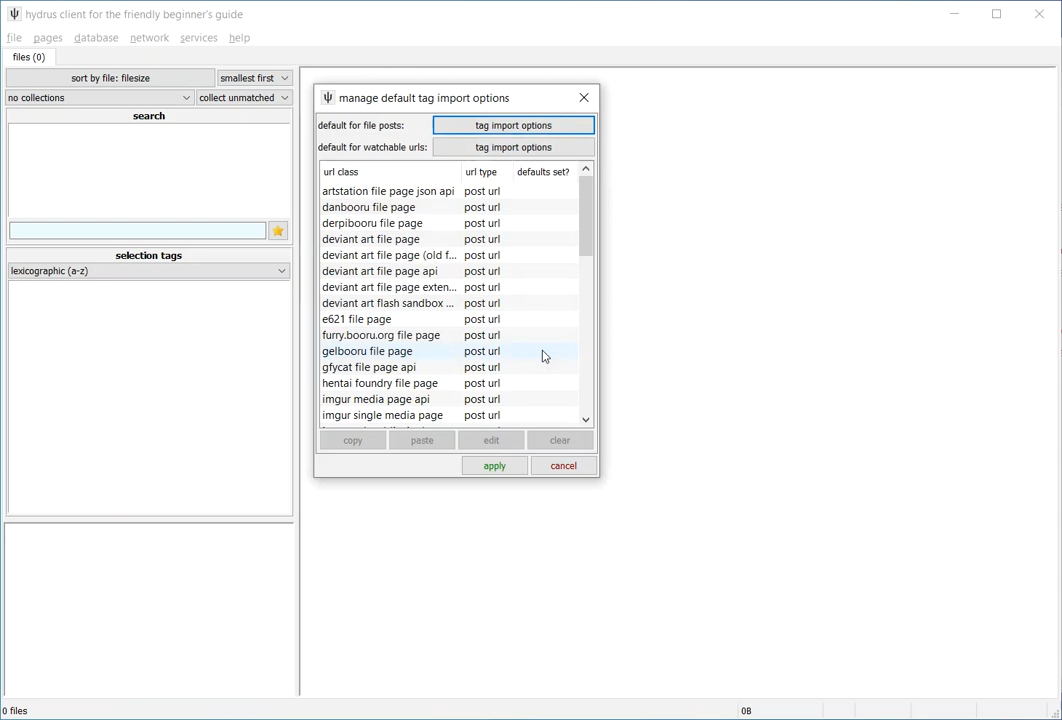 hydrus client for the friendly beginner's guide
file pages database network services help
files (0)
sort by file: filesize smallest first
no collections collect unmatched
search
selection tags
lexicographic (a-z)
manage default tag import options
default for file posts: tag import options
default for watchable urls: tag import options
url class url type defaults set?
artstation file page json api post url
danbooru file page post url
derpibooru file page post url
deviant art file page post url
deviant art file page (old f... post url
deviant art file page api post url
deviant art file page exten... post url
deviant art flash sandbox ... post url
e621 file page post url
furry.booru.org file page post url
gelbooru file page post url
gfycat file page api post url
hentai foundry file page post url
imgur media page api post url
imgur single media page post url
copy paste edit clear
apply cancel
0 files 0B